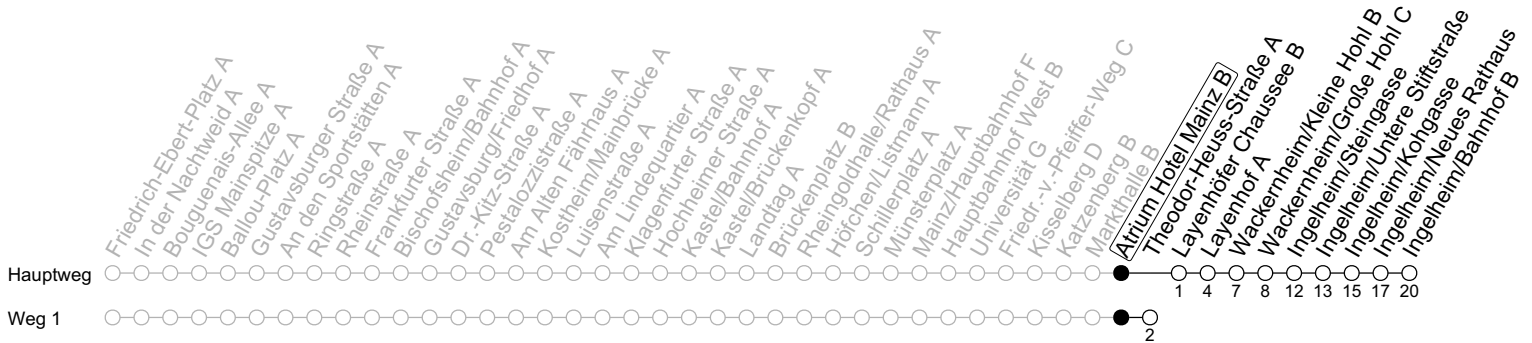 Friedrich-Ebert-Platz A
In der Nachtweid A
Bouguenais-Allee A
IGS Mainspitze A
Ballou-Platz A
Gustavsburger Straße A
An den Sportstätten A
Ringstraße A
Rheinstraße A
Frankfurter Straße A
Bischofsheim/Bahnhof A
Gustavsburg/Friedhof A
Dr.-Kitz-Straße A
Pestalozzistraße A
Am Alten Fährhaus A
Kostheim/Mainbrücke A
Luisenstraße A
Am Lindequartier A
Klagenfurter Straße A
Hochheimer Straße A
Kastel/Bahnhof A
Kastel/Brückenkopf A
Landtag A
Brückenplatz B
Rheingoldhalle/Rathaus A
Höfchen/Listmann A
Schillerplatz A
Münsterplatz A
Mainz/Hauptbahnhof F
Hauptbahnhof West B
Universität G
Friedr.-v.-Pfeiffer-Weg C
Kisselberg D
Katzenberg B
Markthalle B
Atrium Hotel Mainz B
Theodor-Heuss-Straße A
Layenhöfer Chaussee B
Layenhof A
Wackernheim/Kleine Hohl B
Wackernheim/Große Hohl C
Ingelheim/Steingasse
Ingelheim/Untere Stiftstraße
Ingelheim/Kohgasse
Ingelheim/Neues Rathaus
Ingelheim/Bahnhof B
Hauptweg
1 4 7 8 12 13 15 17 20
Weg 1
2